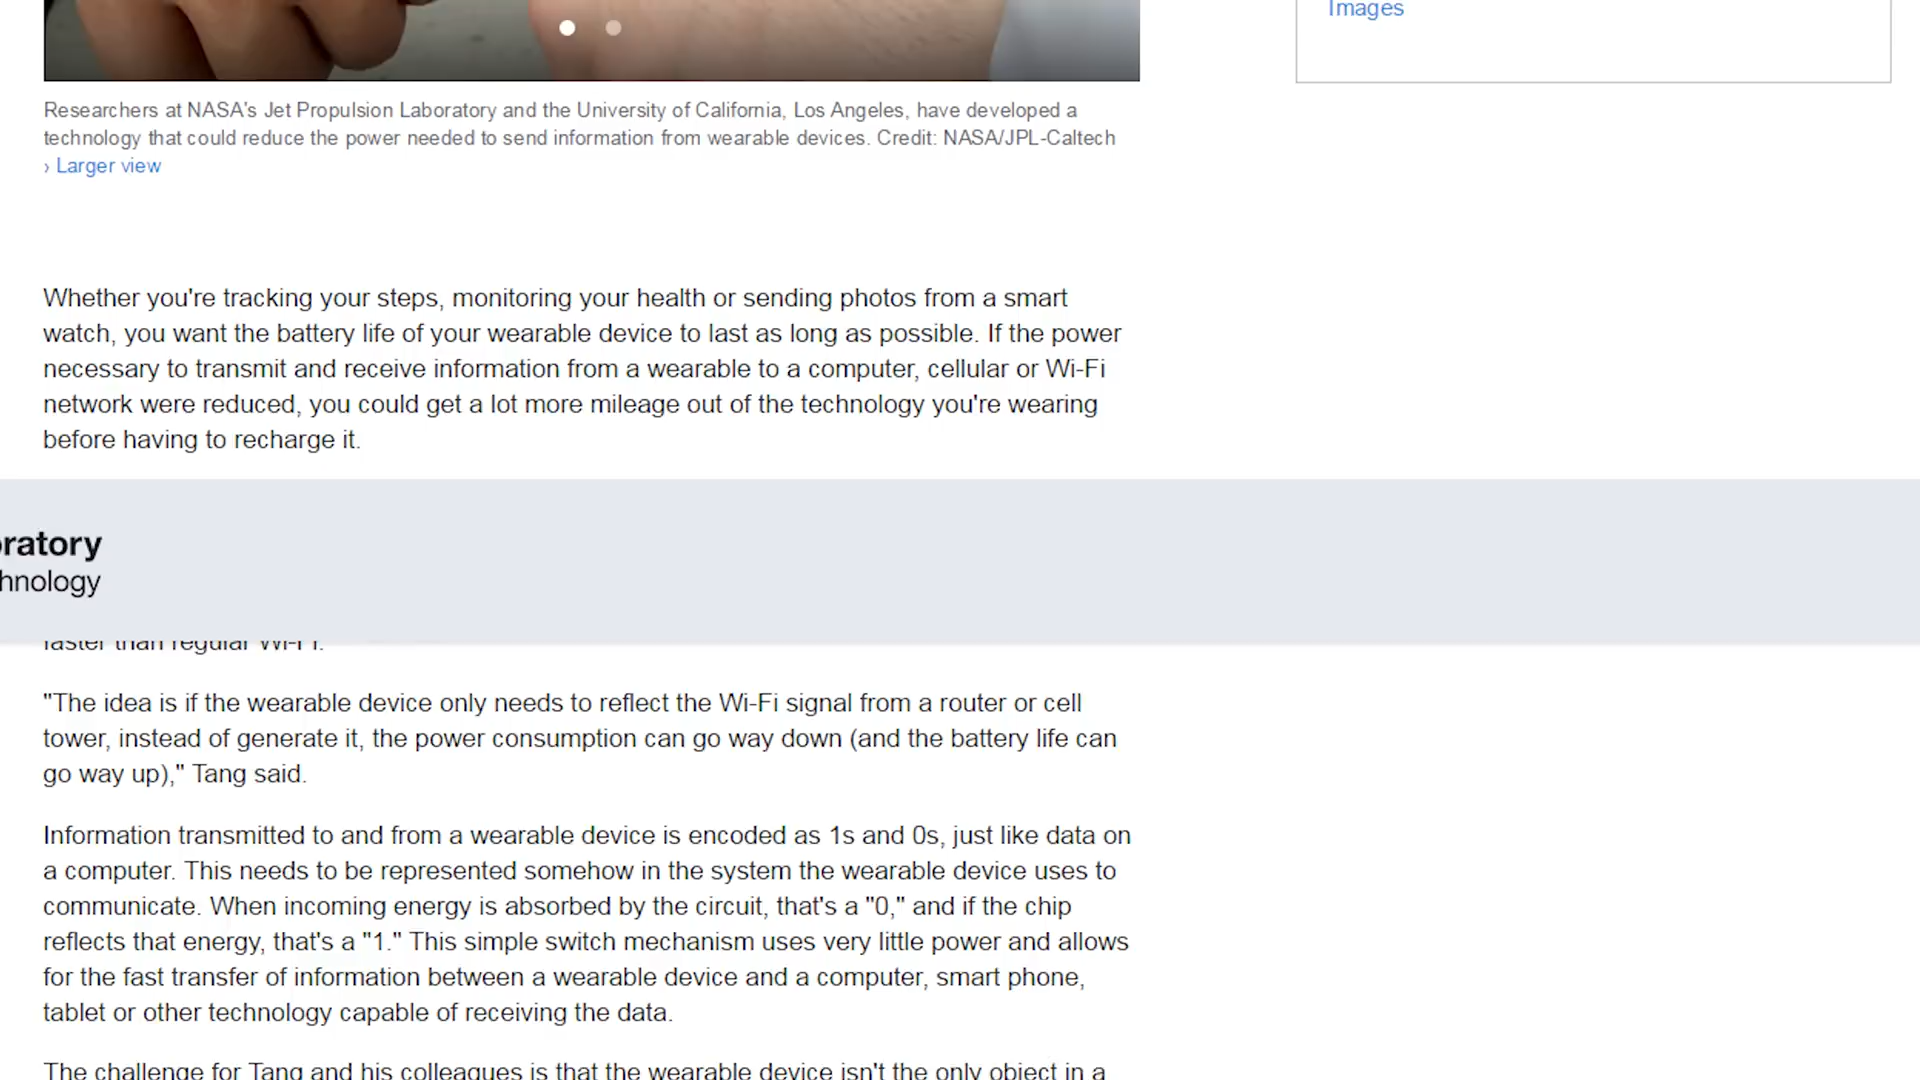 Images
Researchers at NASA's Jet Propulsion Laboratory and the University of California, Los Angeles, have developed a
technology that could reduce the power needed to send information from wearable devices. Credit: NASA/JPL-Caltech
› Larger view
Whether you're tracking your steps, monitoring your health or sending photos from a smart
watch, you want the battery life of your wearable device to last as long as possible. If the power
necessary to transmit and receive information from a wearable to a computer, cellular or Wi-Fi
network were reduced, you could get a lot more mileage out of the technology you're wearing
before having to recharge it.
oratory
hnology
faster than regular Wi-Fi.
"The idea is if the wearable device only needs to reflect the Wi-Fi signal from a router or cell
tower, instead of generate it, the power consumption can go way down (and the battery life can
go way up)," Tang said.
Information transmitted to and from a wearable device is encoded as 1s and 0s, just like data on
a computer. This needs to be represented somehow in the system the wearable device uses to
communicate. When incoming energy is absorbed by the circuit, that's a "0," and if the chip
reflects that energy, that's a "1." This simple switch mechanism uses very little power and allows
for the fast transfer of information between a wearable device and a computer, smart phone,
tablet or other technology capable of receiving the data.
The challenge for Tang and his colleagues is that the wearable device isn't the only object in a